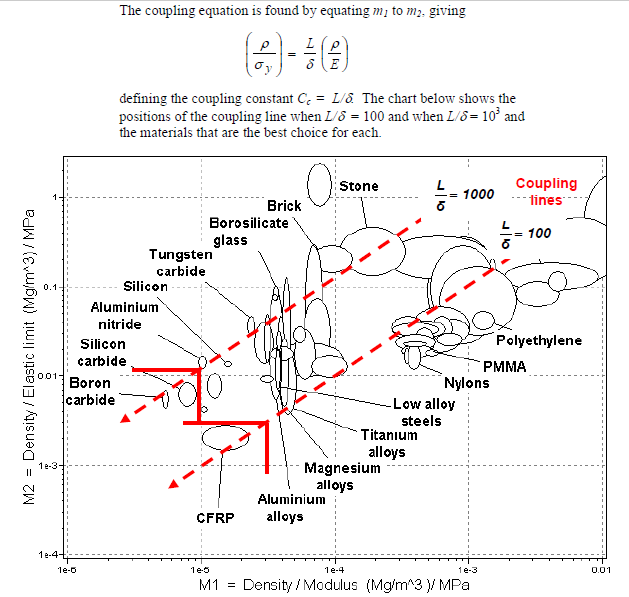 The coupling equation is found by equating m1 to m2, giving
(ρ/σy) = L/δ (ρ/E)
defining the coupling constant Cc = L/δ. The chart below shows the
positions of the coupling line when L/δ = 100 and when L/δ = 10³ and
the materials that are the best choice for each.
Stone
L/δ = 1000
Coupling
lines
Brick
Borosilicate
glass
L/δ = 100
Tungsten
carbide
Silicon
Aluminium
nitride
Silicon
carbide
Boron
carbide
Polyethylene
PMMA
Nylons
Low alloy
steels
Titanium
alloys
Magnesium
alloys
Aluminium
alloys
CFRP
M2 = Density / Elastic limit (Mg/m^3) / MPa
1
0.1
0.01
1e-3
1e-4
1e-6
1e-5
1e-4
1e-3
0.01
M1 = Density / Modulus (Mg/m^3 )/ MPa